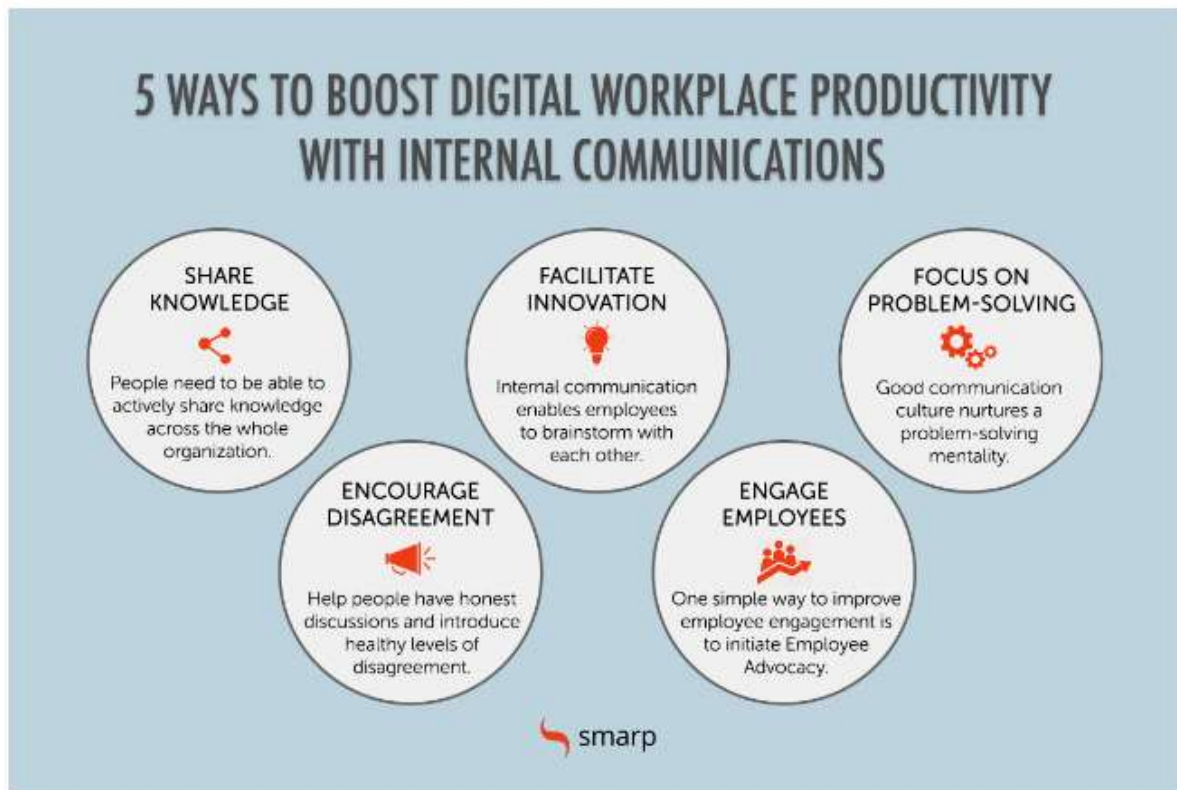 5 WAYS TO BOOST DIGITAL WORKPLACE PRODUCTIVITY
WITH INTERNAL COMMUNICATIONS
SHARE
KNOWLEDGE
People need to be able to
actively share knowledge
across the whole
organization.
FACILITATE
INNOVATION
Internal communication
enables employees
to brainstorm with
each other.
FOCUS ON
PROBLEM-SOLVING
Good communication
culture nurtures a
problem-solving
mentality.
ENCOURAGE
DISAGREEMENT
Help people have honest
discussions and introduce
healthy levels of
disagreement.
ENGAGE
EMPLOYEES
One simple way to improve
employee engagement is
to initiate Employee
Advocacy.
smarp